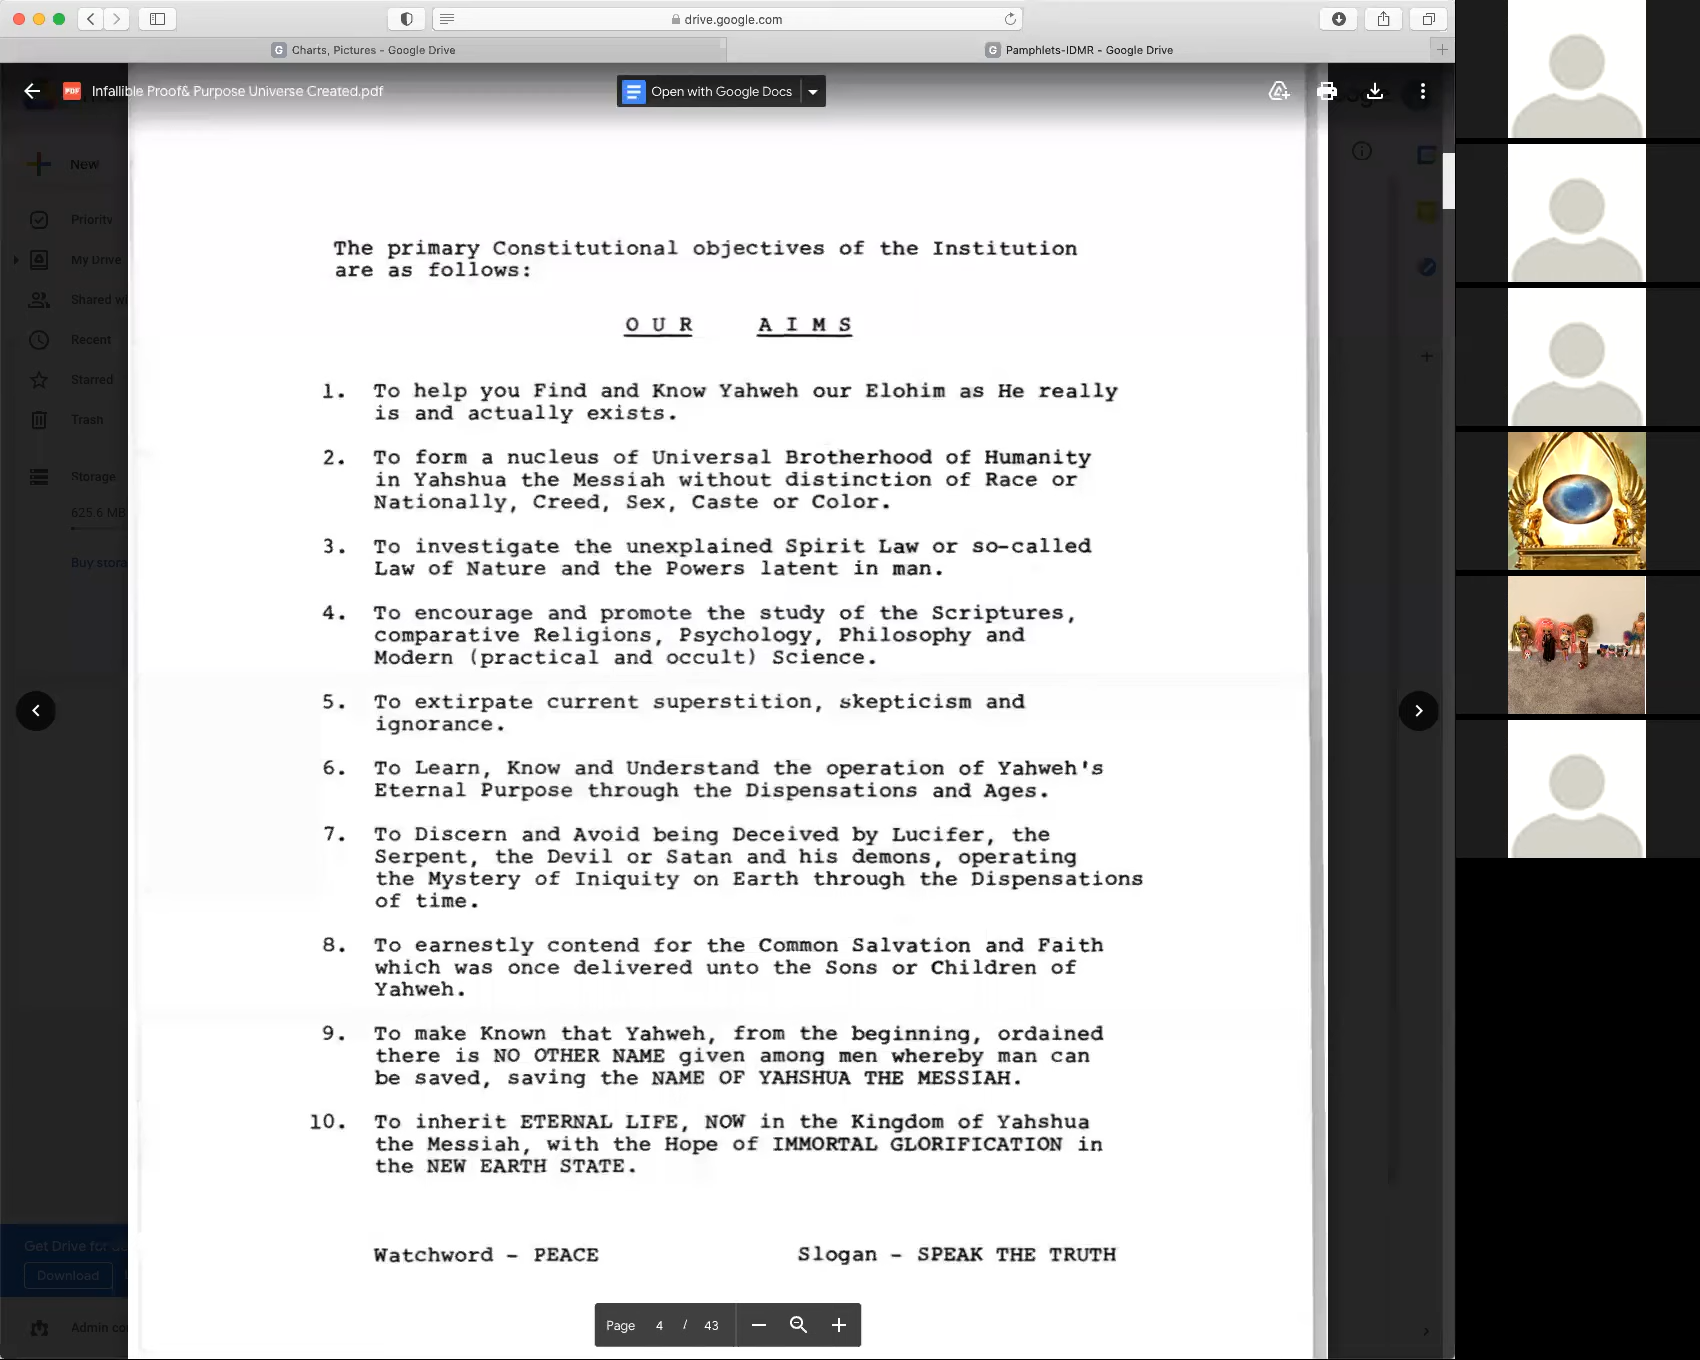 drive.google.com
Charts, Pictures - Google Drive
Pamphlets-IDMR - Google Drive
Infallible Proof& Purpose Universe Created.pdf
Open with Google Docs
New
Priority
My Drive
Shared wi
Recent
Starred
Trash
Storage
625.6 MB
Buy stora
Get Drive for
Download
Admin co
The primary Constitutional objectives of the Institution
are as follows:
O U R A I M S
1. To help you Find and Know Yahweh our Elohim as He really
is and actually exists.
2. To form a nucleus of Universal Brotherhood of Humanity
in Yahshua the Messiah without distinction of Race or
Nationally, Creed, Sex, Caste or Color.
3. To investigate the unexplained Spirit Law or so-called
Law of Nature and the Powers latent in man.
4. To encourage and promote the study of the Scriptures,
comparative Religions, Psychology, Philosophy and
Modern (practical and occult) Science.
5. To extirpate current superstition, skepticism and
ignorance.
6. To Learn, Know and Understand the operation of Yahweh's
Eternal Purpose through the Dispensations and Ages.
7. To Discern and Avoid being Deceived by Lucifer, the
Serpent, the Devil or Satan and his demons, operating
the Mystery of Iniquity on Earth through the Dispensations
of time.
8. To earnestly contend for the Common Salvation and Faith
which was once delivered unto the Sons or Children of
Yahweh.
9. To make Known that Yahweh, from the beginning, ordained
there is NO OTHER NAME given among men whereby man can
be saved, saving the NAME OF YAHSHUA THE MESSIAH.
10. To inherit ETERNAL LIFE, NOW in the Kingdom of Yahshua
the Messiah, with the Hope of IMMORTAL GLORIFICATION in
the NEW EARTH STATE.
Watchword - PEACE Slogan - SPEAK THE TRUTH
Page 4 / 43